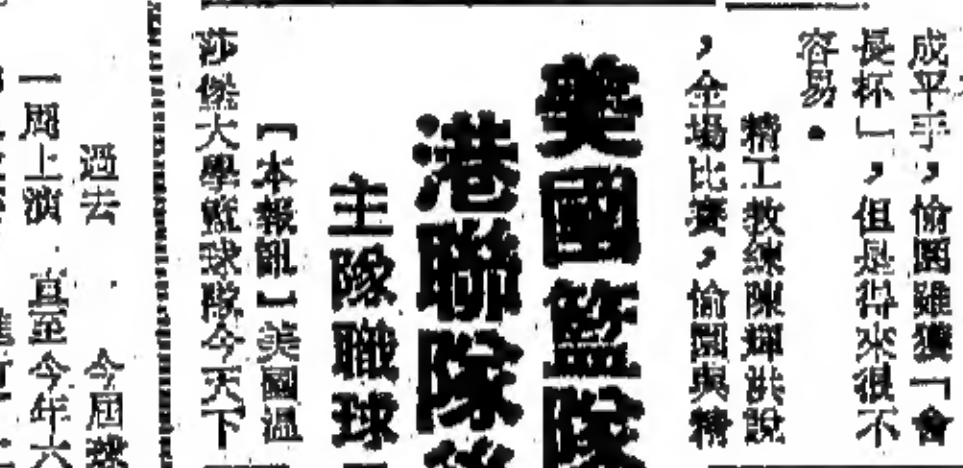 成平手，愉園雖獲「會
長杯」，但是得來很不
容易。
精工教練陳輝洪說
，全場比賽，愉園與精
美國籃隊
港聯隊
主隊職球
【本報訊】美國溫
莎傑大學籃球隊今天下
過去 今屆球
一周上演 直至今年六